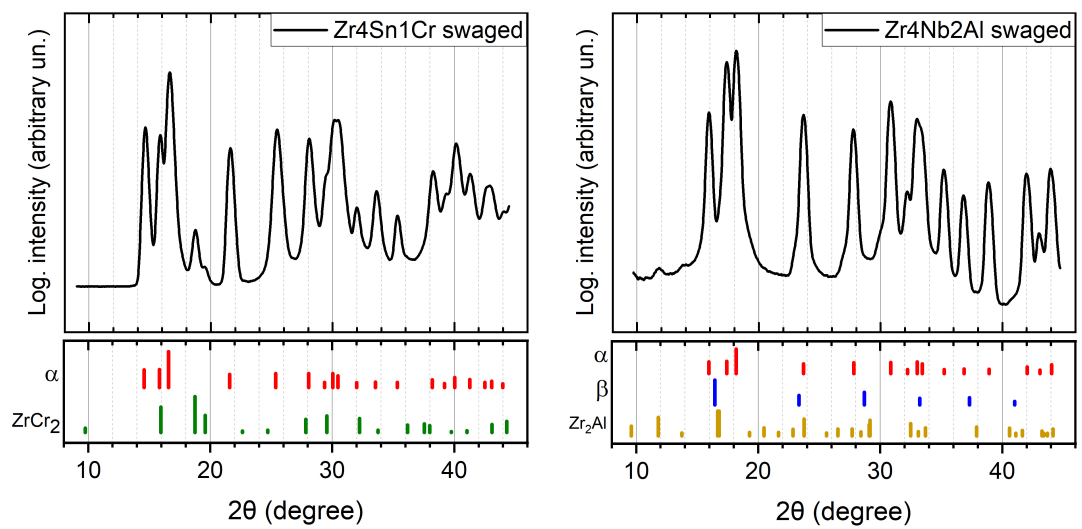 Zr4Sn1Cr swaged
Log. intensity (arbitrary un.)
α
ZrCr2
10 20 30 40
2θ (degree)
Zr4Nb2Al swaged
Log. intensity (arbitrary un.)
α
β
Zr2Al
10 20 30 40
2θ (degree)